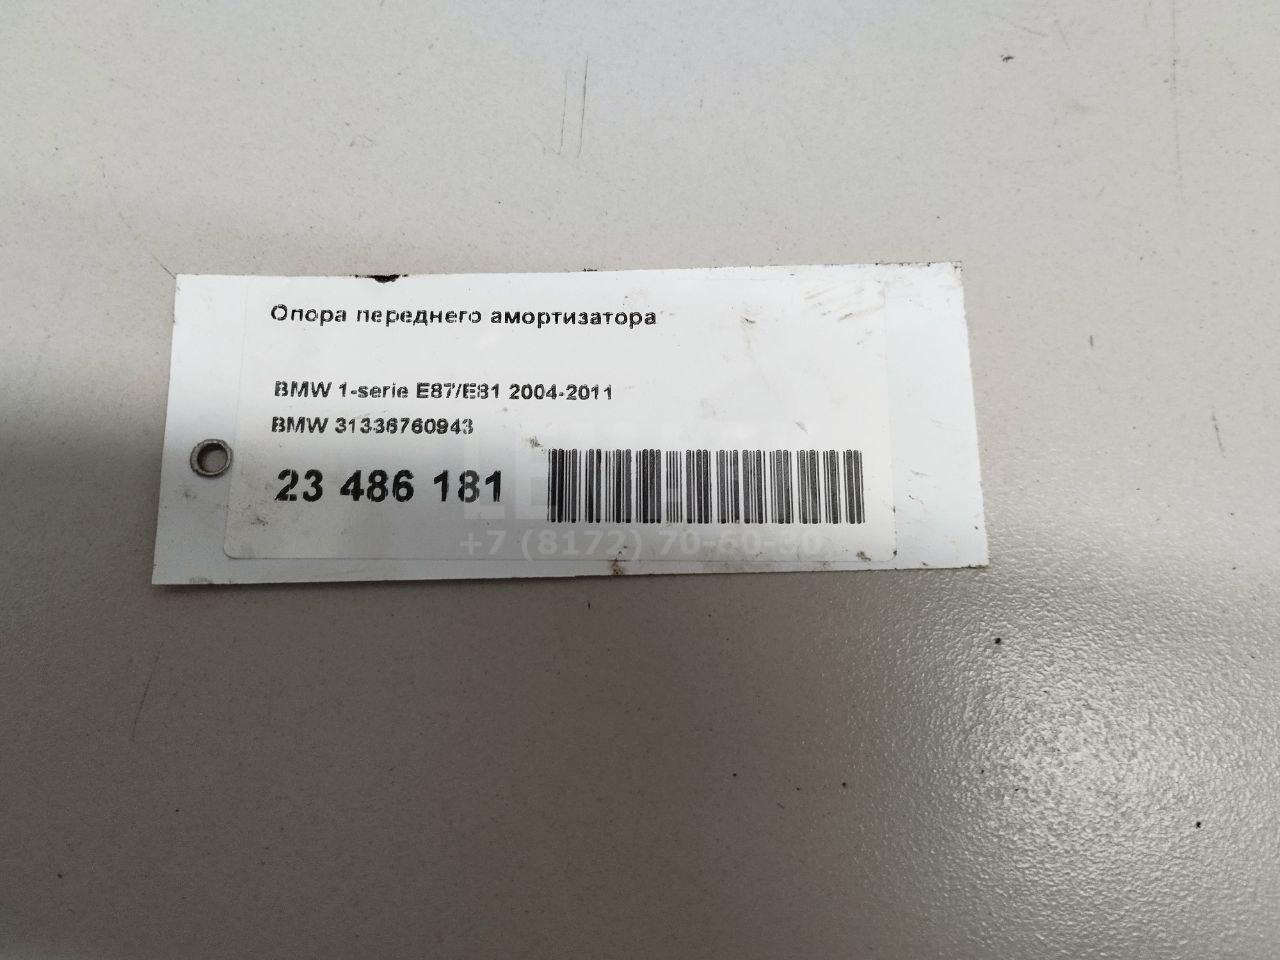 Опора переднего амортизатора
BMW 1-serie E87/E81 2004-2011
BMW 31336760943
23 486 181
+7 (8172) 70-60-30